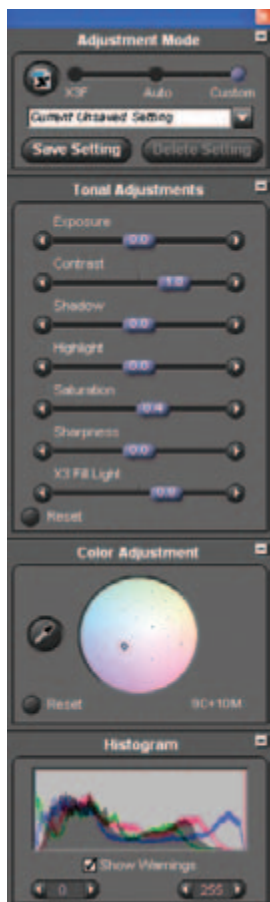 Adjustment Mode
X3F Auto Custom
Current Unsaved Setting
Save Setting Delete Setting
Tonal Adjustments
Exposure
0.0
Contrast
1.0
Shadow
0.0
Highlight
0.0
Saturation
0.4
Sharpness
0.0
X3 Fill Light
Reset
Color Adjustment
Reset 9C+10M
Histogram
Show Warnings
0 255